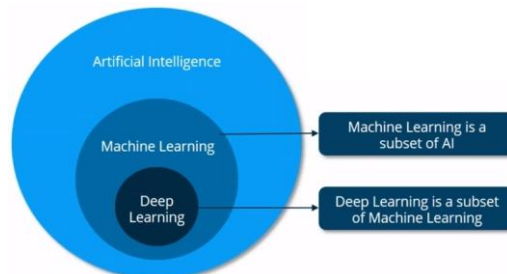 Artificial Intelligence
Machine Learning
Deep
Learning
Machine Learning is a
subset of AI
Deep Learning is a subset
of Machine Learning